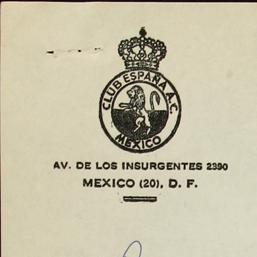 CLUB ESPAÑA A.C.
MEXICO
AV. DE LOS INSURGENTES 2390
MEXICO (20), D. F.